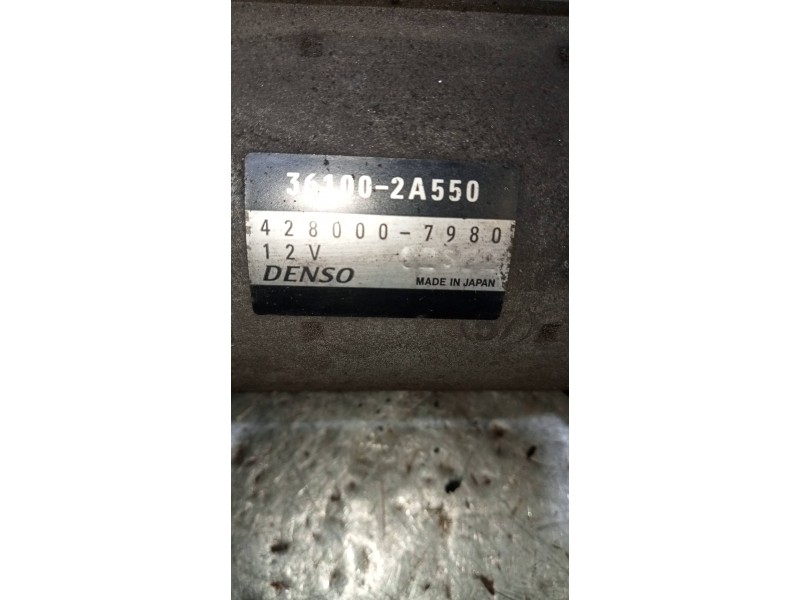 36100-2A550
428000-7980
12V
DENSO
MADE IN JAPAN